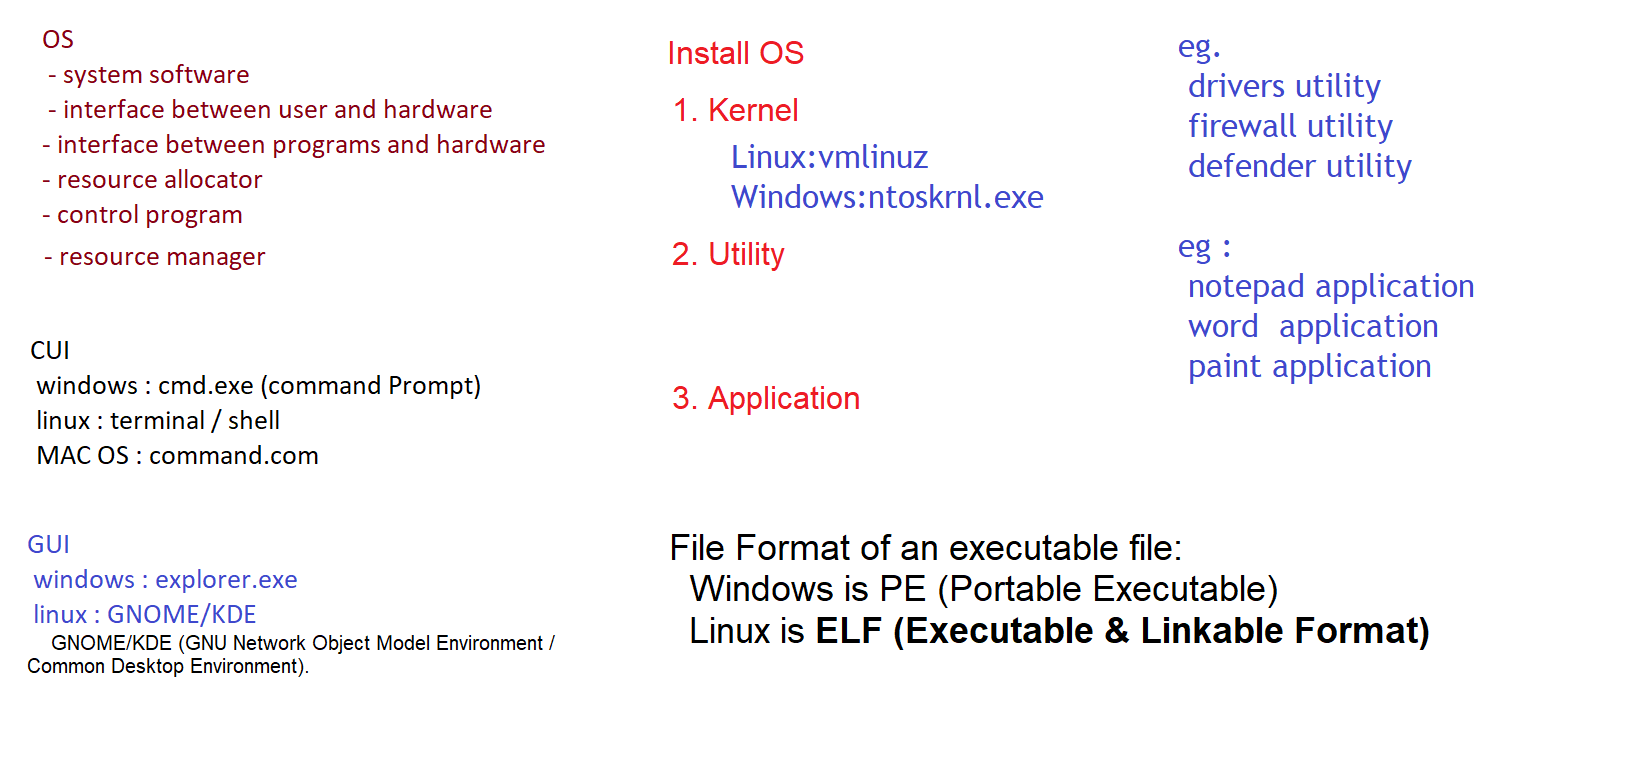 OS
- system software
- interface between user and hardware
- interface between programs and hardware
- resource allocator
- control program
- resource manager
CUI
windows : cmd.exe (command Prompt)
linux : terminal / shell
MAC OS : command.com
GUI
windows : explorer.exe
linux : GNOME/KDE
GNOME/KDE (GNU Network Object Model Environment /
Common Desktop Environment).
Install OS
1. Kernel
Linux:vmlinuz
Windows:ntoskrnl.exe
2. Utility
3. Application
eg.
drivers utility
firewall utility
defender utility
eg :
notepad application
word  application
paint application
File Format of an executable file:
Windows is PE (Portable Executable)
Linux is ELF (Executable & Linkable Format)